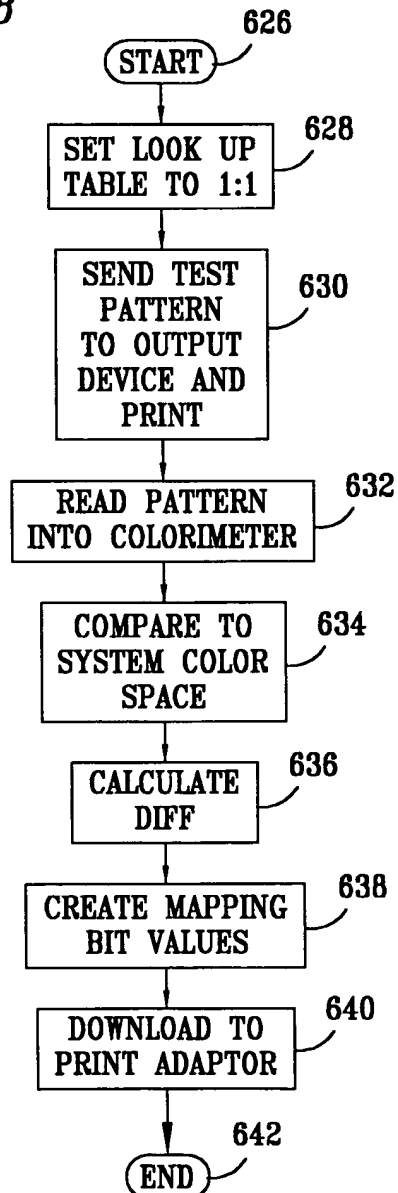 8
626
START
628
SET LOOK UP
TABLE TO 1:1
630
SEND TEST
PATTERN
TO OUTPUT
DEVICE AND
PRINT
632
READ PATTERN
INTO COLORIMETER
634
COMPARE TO
SYSTEM COLOR
SPACE
636
CALCULATE
DIFF
638
CREATE MAPPING
BIT VALUES
640
DOWNLOAD TO
PRINT ADAPTOR
642
END